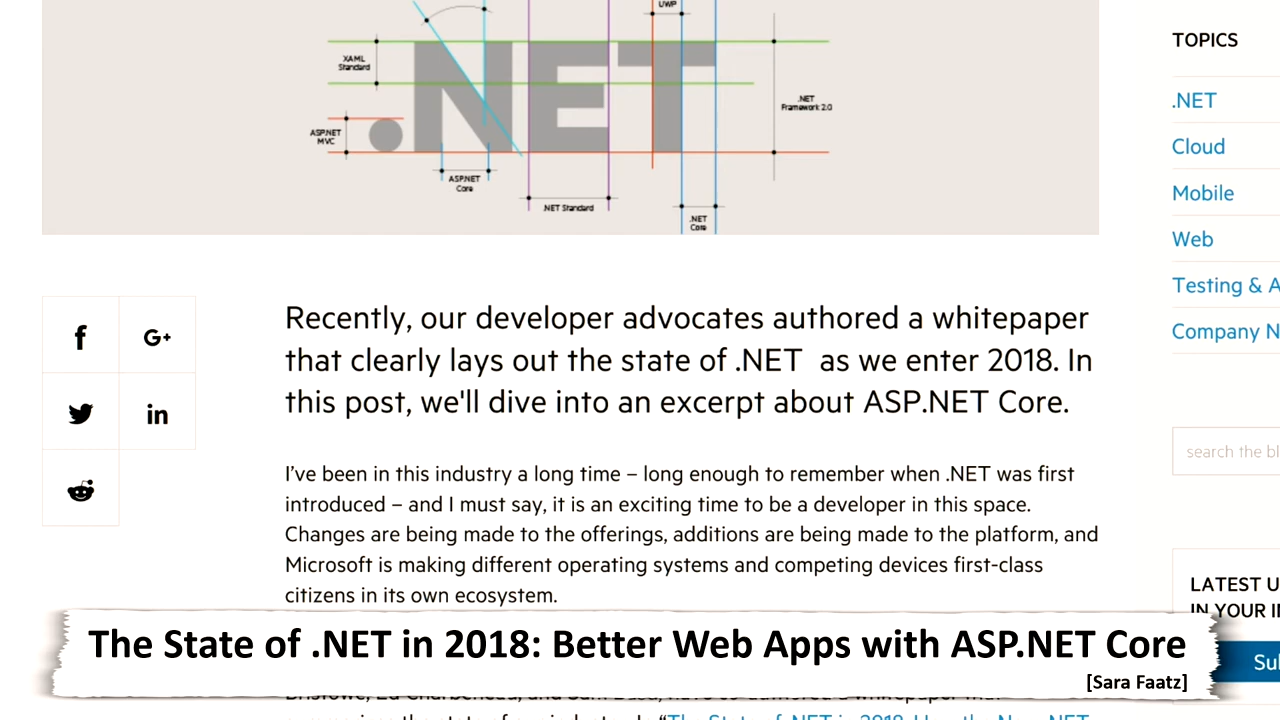 UWP
XAML
Standard
.NET
Framework 2.0
ASP.NET
MVC
.NET
ASP.NET
Core
.NET Standard
.NET
Core
TOPICS
.NET
Cloud
Mobile
Web
Testing & A
Company N
search the bl
f
G+
in
Recently, our developer advocates authored a whitepaper
that clearly lays out the state of .NET as we enter 2018. In
this post, we'll dive into an excerpt about ASP.NET Core.
I've been in this industry a long time – long enough to remember when .NET was first
introduced – and I must say, it is an exciting time to be a developer in this space.
Changes are being made to the offerings, additions are being made to the platform, and
Microsoft is making different operating systems and competing devices first-class
citizens in its own ecosystem.
LATEST U
IN YOUR I
Sul
The State of .NET in 2018: Better Web Apps with ASP.NET Core
[Sara Faatz]